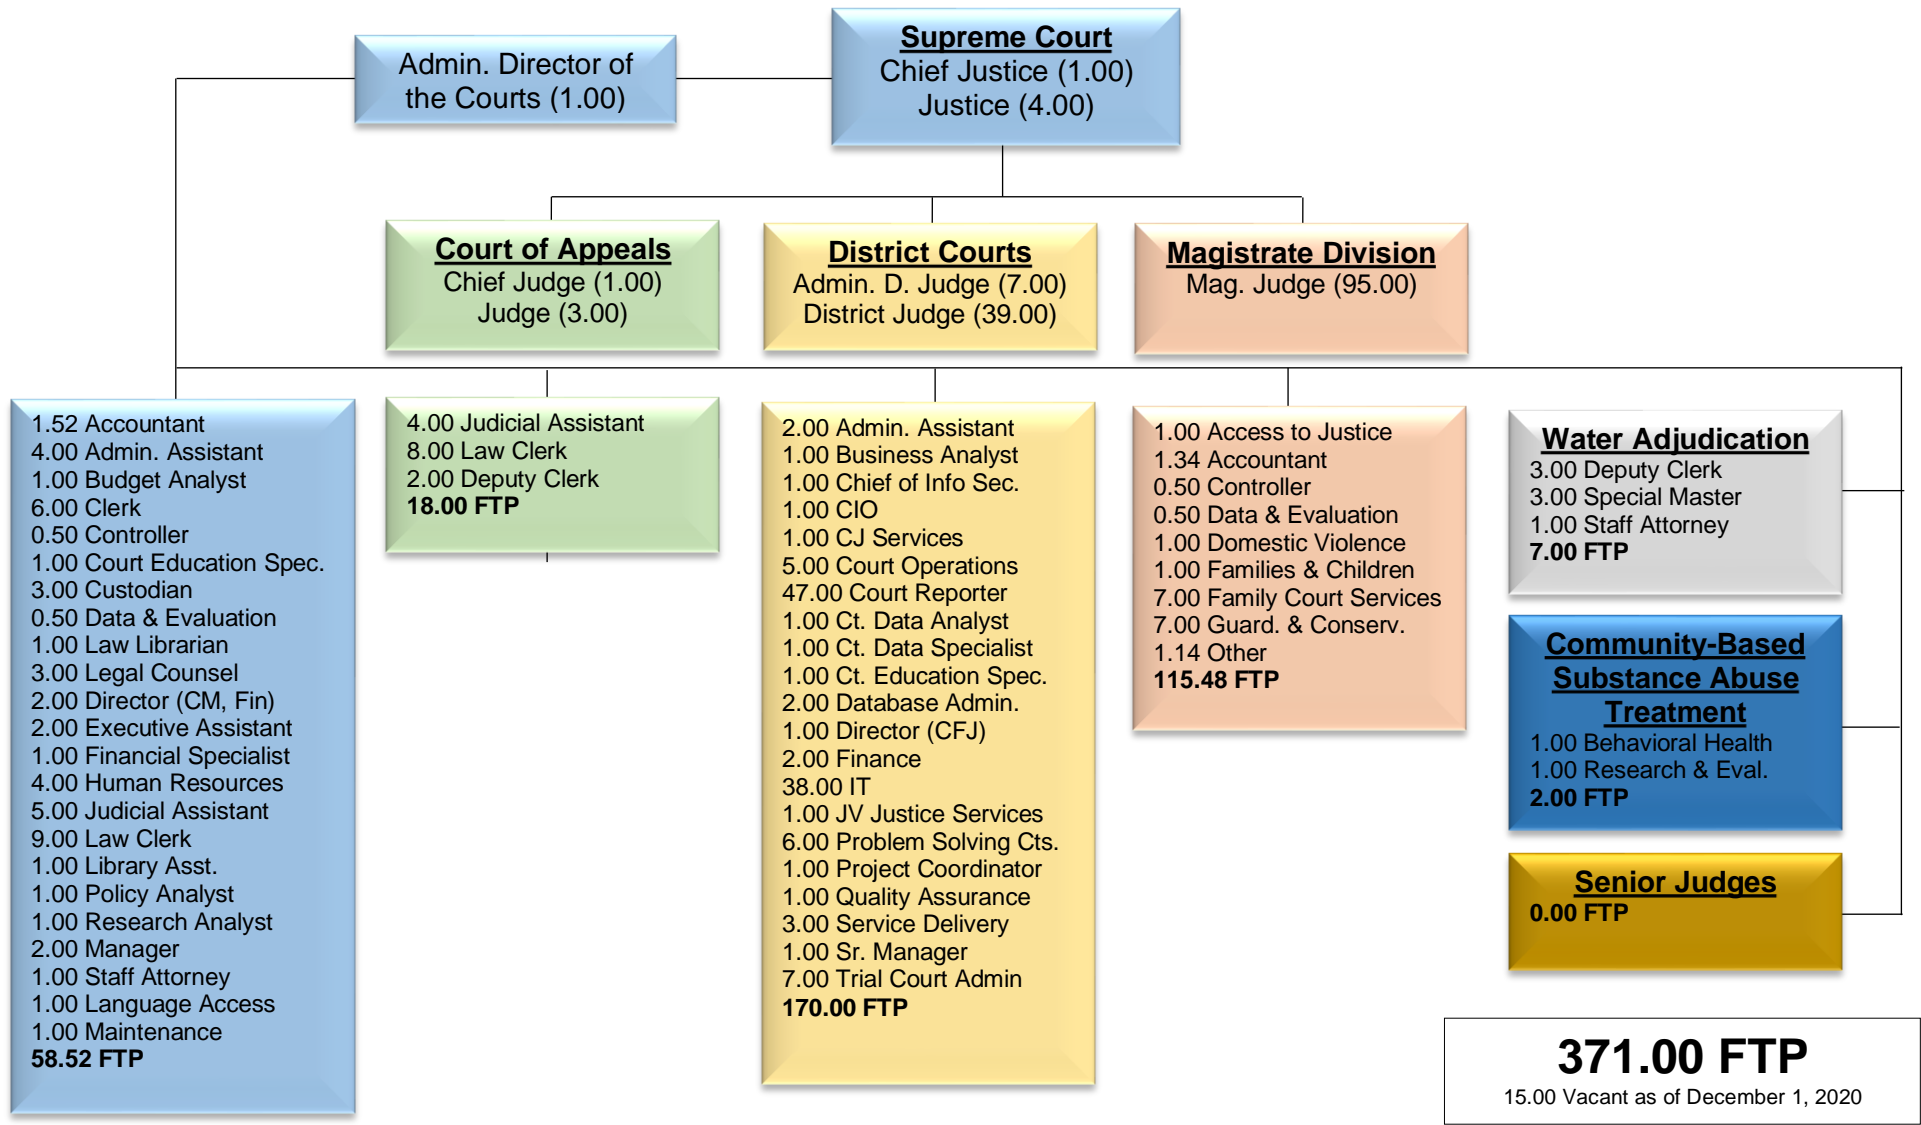 Admin. Director of
the Courts (1.00)
Supreme Court
Chief Justice (1.00)
Justice (4.00)
Court of Appeals
Chief Judge (1.00)
Judge (3.00)
District Courts
Admin. D. Judge (7.00)
District Judge (39.00)
Magistrate Division
Mag. Judge (95.00)
1.52 Accountant
4.00 Admin. Assistant
1.00 Budget Analyst
6.00 Clerk
0.50 Controller
1.00 Court Education Spec.
3.00 Custodian
0.50 Data & Evaluation
1.00 Law Librarian
3.00 Legal Counsel
2.00 Director (CM, Fin)
2.00 Executive Assistant
1.00 Financial Specialist
4.00 Human Resources
5.00 Judicial Assistant
9.00 Law Clerk
1.00 Library Asst.
1.00 Policy Analyst
1.00 Research Analyst
2.00 Manager
1.00 Staff Attorney
1.00 Language Access
1.00 Maintenance
58.52 FTP
4.00 Judicial Assistant
8.00 Law Clerk
2.00 Deputy Clerk
18.00 FTP
2.00 Admin. Assistant
1.00 Business Analyst
1.00 Chief of Info Sec.
1.00 CIO
1.00 CJ Services
5.00 Court Operations
47.00 Court Reporter
1.00 Ct. Data Analyst
1.00 Ct. Data Specialist
1.00 Ct. Education Spec.
2.00 Database Admin.
1.00 Director (CFJ)
2.00 Finance
38.00 IT
1.00 JV Justice Services
6.00 Problem Solving Cts.
1.00 Project Coordinator
1.00 Quality Assurance
3.00 Service Delivery
1.00 Sr. Manager
7.00 Trial Court Admin
170.00 FTP
1.00 Access to Justice
1.34 Accountant
0.50 Controller
0.50 Data & Evaluation
1.00 Domestic Violence
1.00 Families & Children
7.00 Family Court Services
7.00 Guard. & Conserv.
1.14 Other
115.48 FTP
Water Adjudication
3.00 Deputy Clerk
3.00 Special Master
1.00 Staff Attorney
7.00 FTP
Community-Based
Substance Abuse
Treatment
1.00 Behavioral Health
1.00 Research & Eval.
2.00 FTP
Senior Judges
0.00 FTP
371.00 FTP
15.00 Vacant as of December 1, 2020